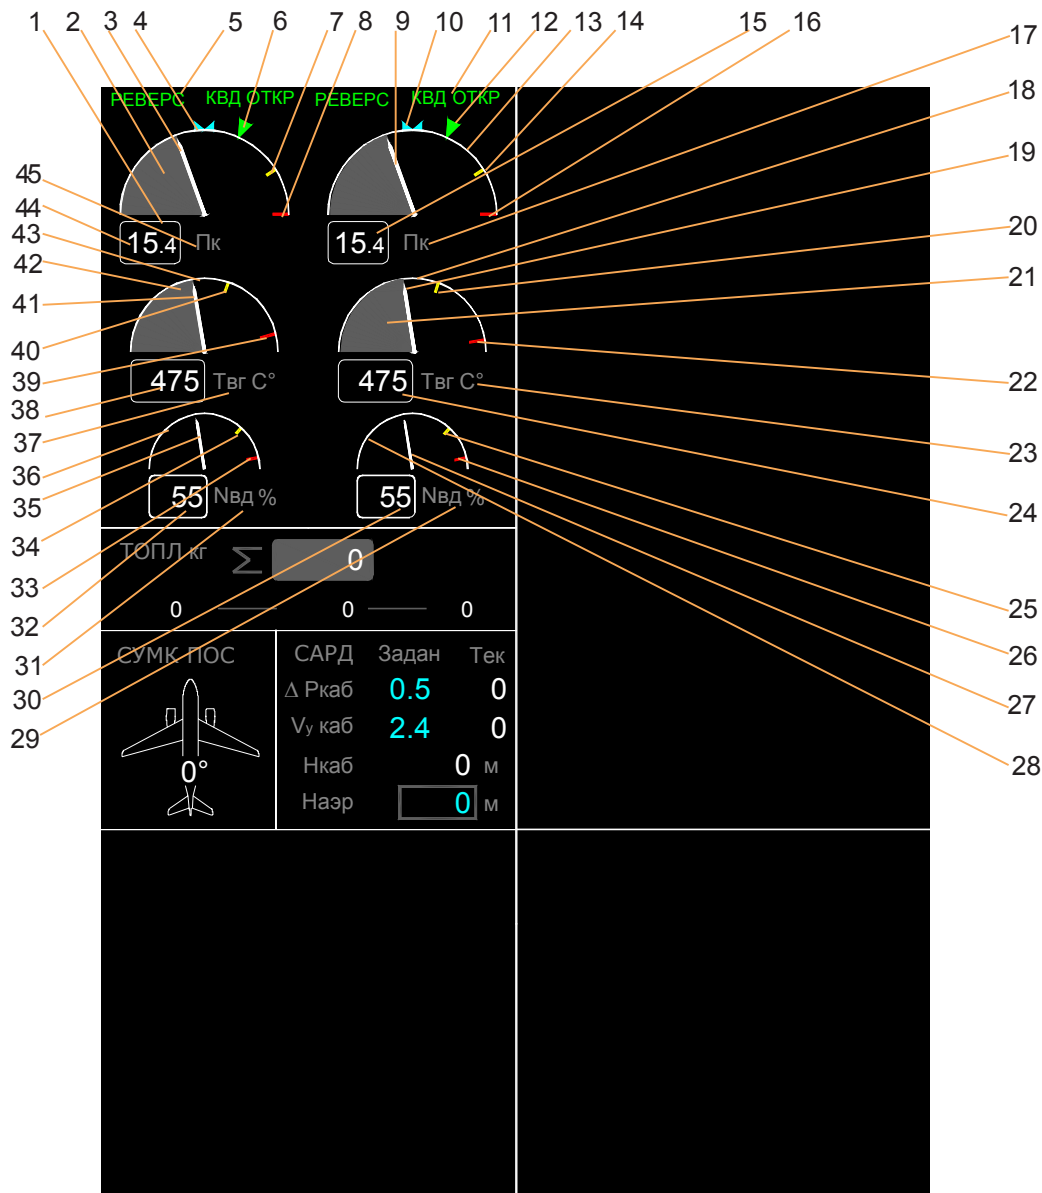 1 2 3 4 5 6 7 8 9 10 11 12 13 14 15 16
17
18
19
20
21
22
23
24
25
26
27
28
45
44
43
42
41
40
39
38
37
36
35
34
33
32
31
30
29
РЕВЕРС КВД ОТКР РЕВЕРС КВД ОТКР
15.4 Пк 15.4 Пк
475 Твг С° 475 Твг С°
55 Nвд % 55 Nвд %
ТОПЛ кг Σ 0
0 0 0
СУМК ПОС
0°
САРД Задан Тек
Δ Ркаб 0.5 0
Vу каб 2.4 0
Нкаб 0 м
Наэр 0 м